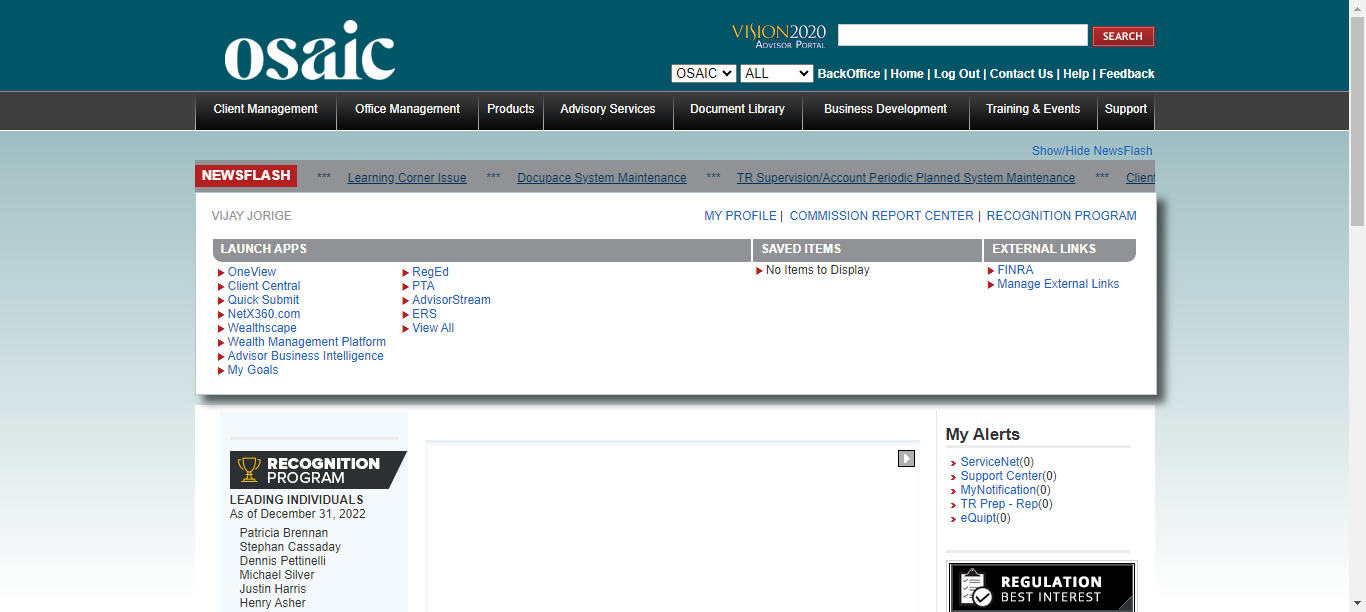 osaic
VISION2020
ADVISOR PORTAL
SEARCH
OSAIC ALL BackOffice | Home | Log Out | Contact Us | Help | Feedback
Client Management Office Management Products Advisory Services Document Library Business Development Training & Events Support
Show/Hide NewsFlash
NEWSFLASH *** Learning Corner Issue *** Docupace System Maintenance *** TR Supervision/Account Periodic Planned System Maintenance *** Client
VIJAY JORIGE MY PROFILE | COMMISSION REPORT CENTER | RECOGNITION PROGRAM
LAUNCH APPS SAVED ITEMS EXTERNAL LINKS
OneView RegEd No Items to Display FINRA
Client Central PTA Manage External Links
Quick Submit AdvisorStream
NetX360.com ERS
Wealthscape View All
Wealth Management Platform
Advisor Business Intelligence
My Goals
RECOGNITION
PROGRAM
LEADING INDIVIDUALS
As of December 31, 2022
Patricia Brennan
Stephan Cassaday
Dennis Pettinelli
Michael Silver
Justin Harris
Henry Asher
My Alerts
ServiceNet(0)
Support Center(0)
MyNotification(0)
TR Prep - Rep(0)
eQuipt(0)
REGULATION
BEST INTEREST